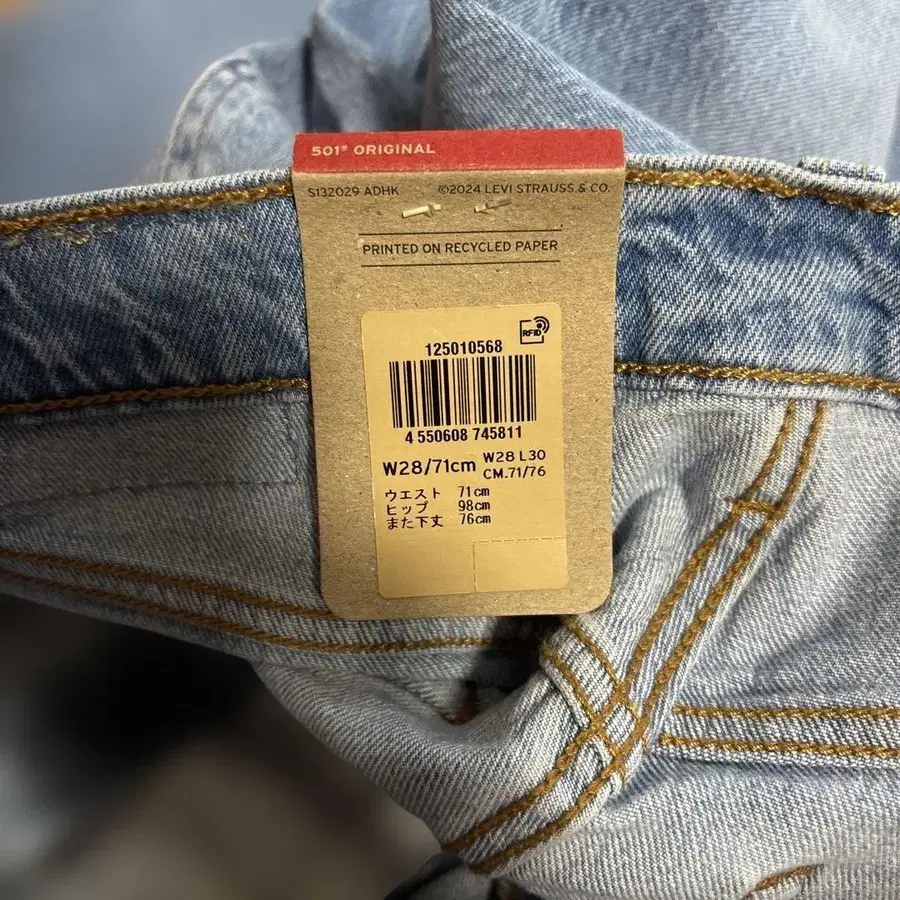 501® ORIGINAL
S132029 ADHK ©2024 LEVI STRAUSS & CO.
PRINTED ON RECYCLED PAPER
RFID
125010568
4 550608 745811
W28/71cm W28 L30
CM.71/76
ウエスト 71cm
ヒップ 98cm
また下丈 76cm